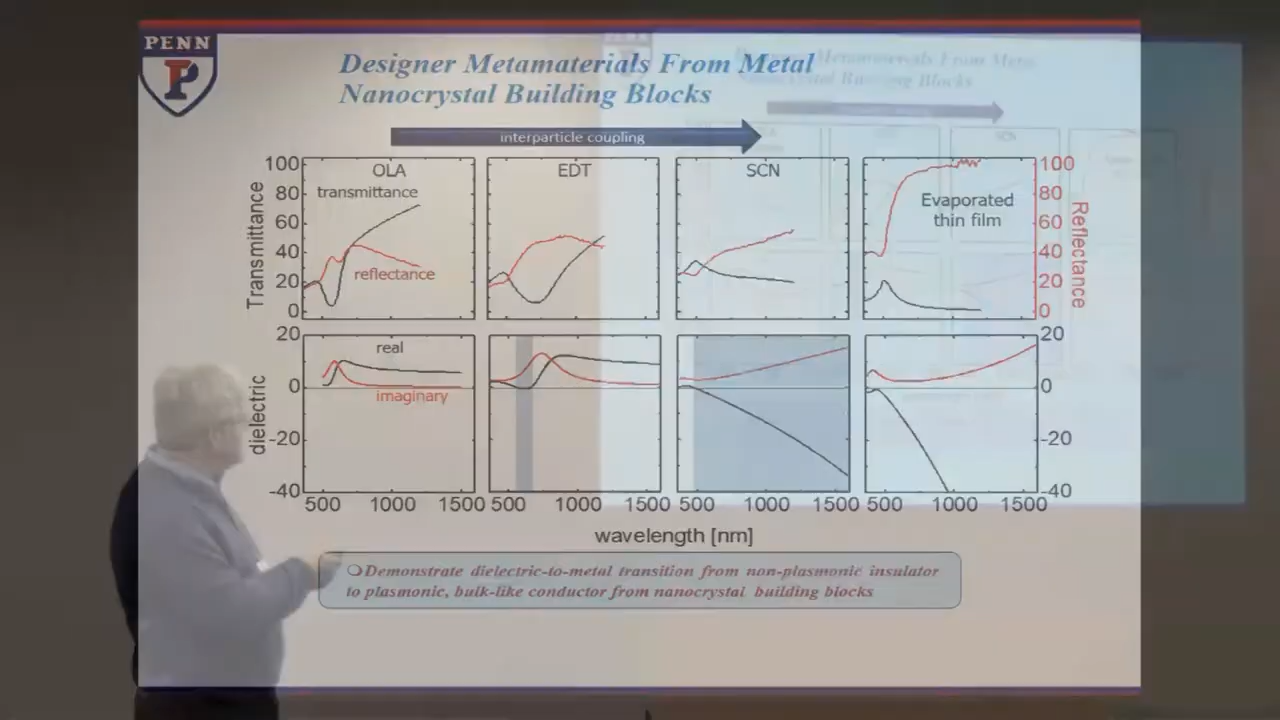 PENN
P
Designer Metamaterials From Metal
Nanocrystal Building Blocks
interparticle coupling
OLA
EDT
SCN
transmittance
reflectance
Evaporated
thin film
100
80
60
40
20
0
Transmittance
100
80
60
40
20
0
Reflectance
real
imaginary
20
0
-20
-40
dielectric
20
0
-20
-40
500 1000 1500 500 1000 1500 500 1000 1500 500 1000 1500
wavelength [nm]
Demonstrate dielectric-to-metal transition from non-plasmonic insulator
to plasmonic, bulk-like conductor from nanocrystal building blocks